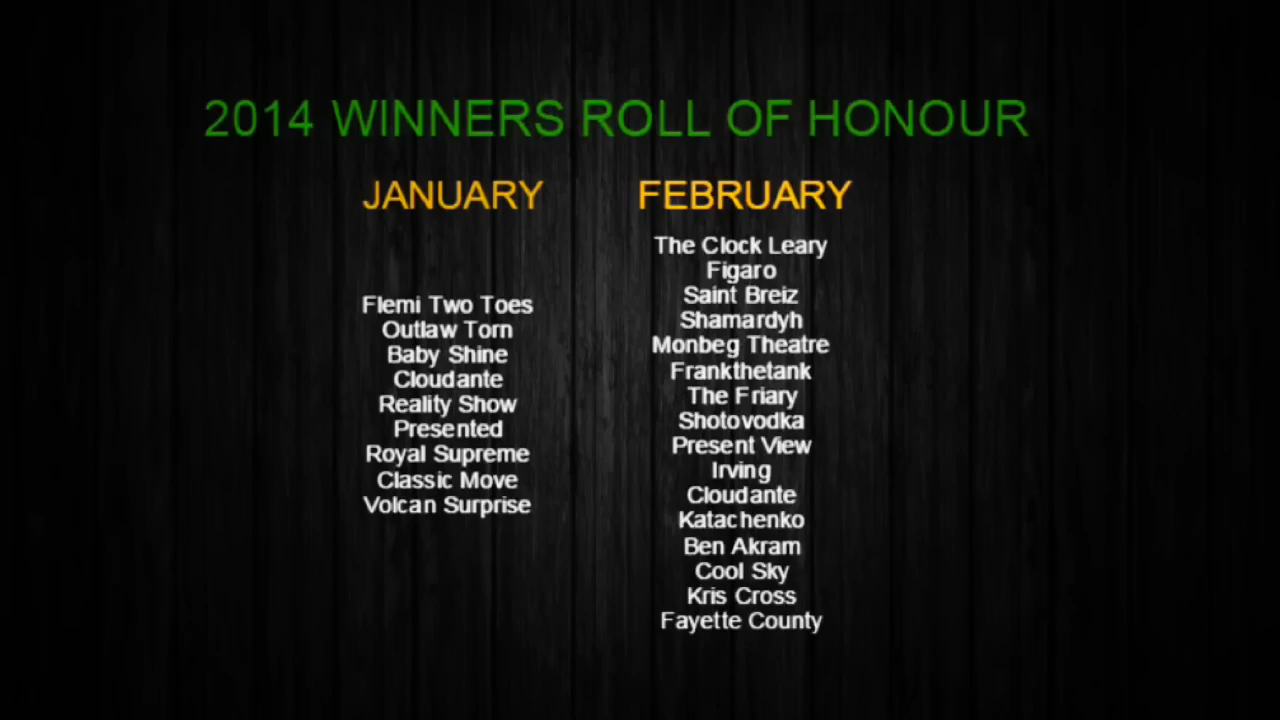 2014 WINNERS ROLL OF HONOUR
JANUARY
Flemi Two Toes
Outlaw Torn
Baby Shine
Cloudante
Reality Show
Presented
Royal Supreme
Classic Move
Volcan Surprise
FEBRUARY
The Clock Leary
Figaro
Saint Breiz
Shamardyh
Monbeg Theatre
Frankthetank
The Friary
Shotovodka
Present View
Irving
Cloudante
Katachenko
Ben Akram
Cool Sky
Kris Cross
Fayette County